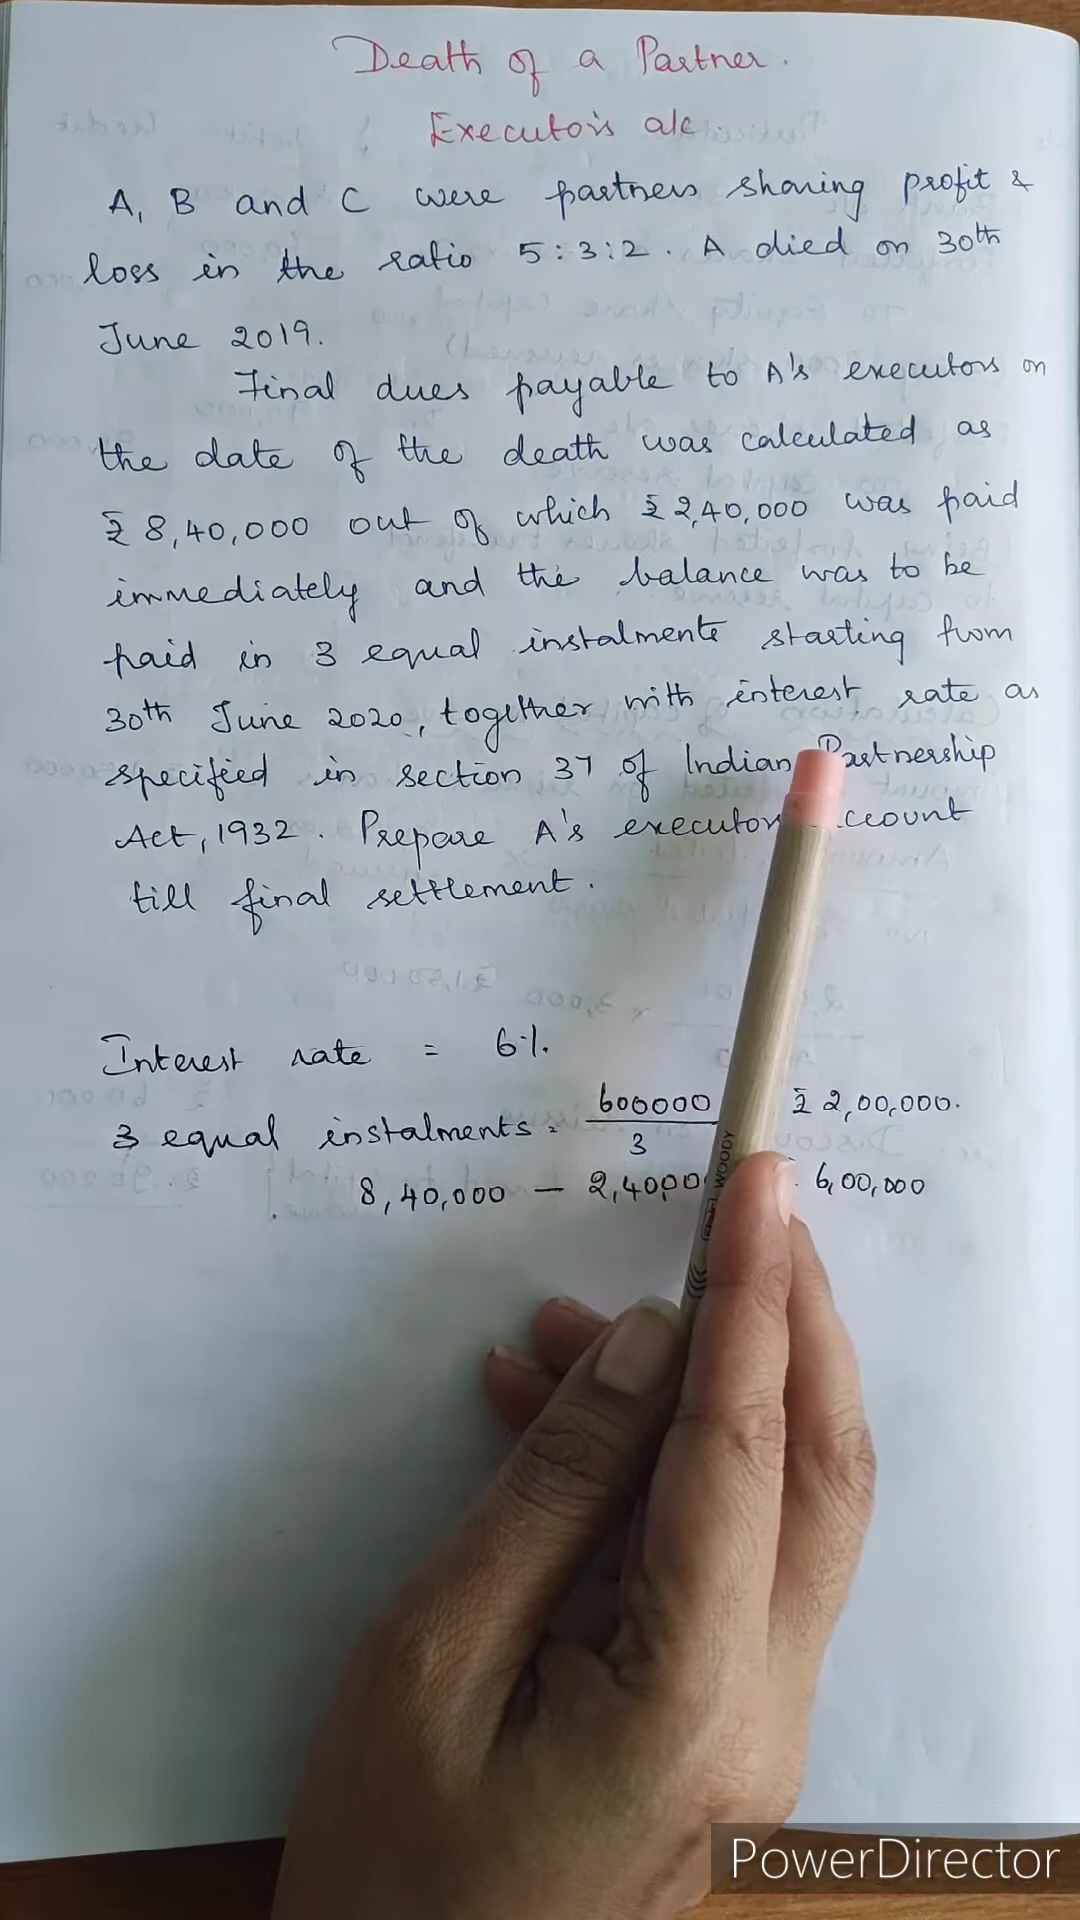 Death of a Partner.
Executor's a/c
A, B and C were partners sharing profit &
loss in the ratio 5:3:2. A died on 30th
June 2019.
Final dues payable to A's executors on
the date of the death was calculated as
₹ 8,40,000 out of which ₹ 2,40,000 was paid
immediately and the balance was to be
paid in 3 equal instalments starting from
30th June 2020, together with interest rate as
specified in section 37 of Indian Partnership
Act, 1932. Prepare A's executor ccount
till final settlement.
Interest rate = 6%.
3 equal instalments = 600000 / 3 ₹ 2,00,000.
8,40,000 — 2,40,00 6,00,000
WOODY
PowerDirector